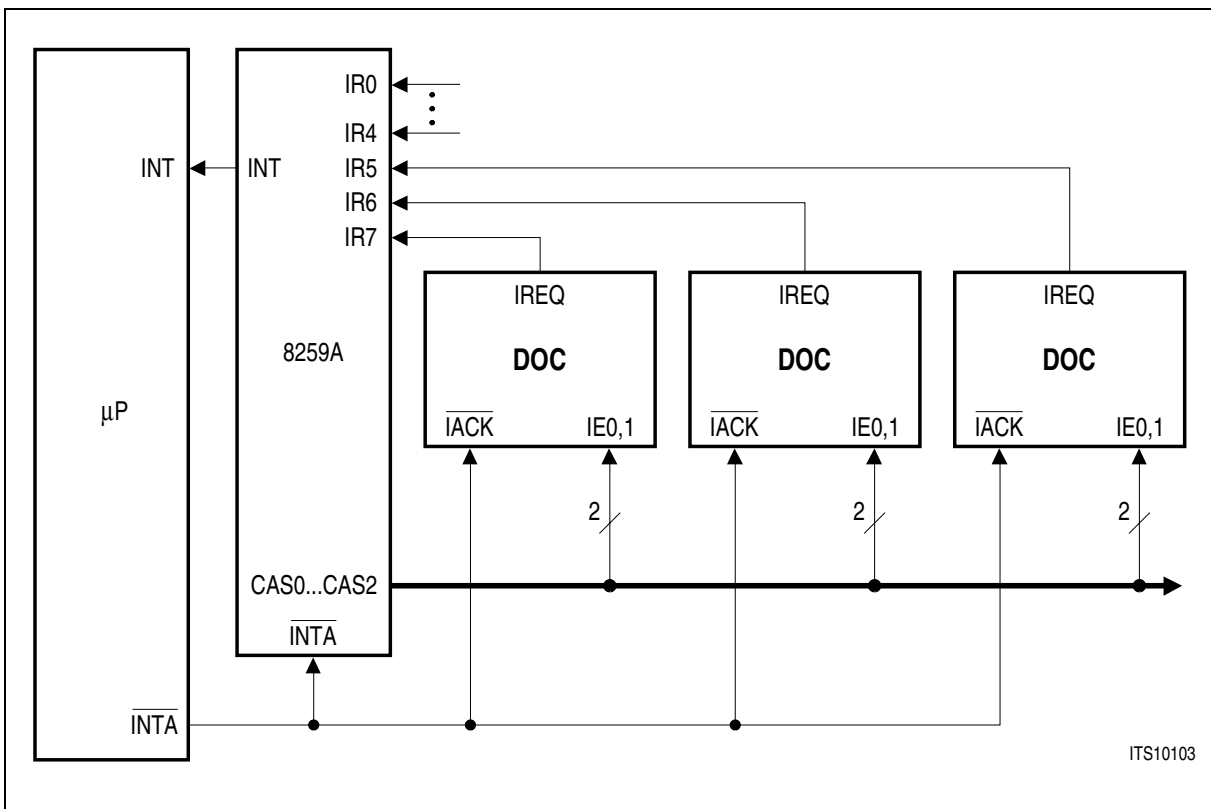 IR0
IR4
INT INT IR5
IR6
IR7
IREQ IREQ IREQ
8259A DOC DOC DOC
μP IACK IE0,1 IACK IE0,1 IACK IE0,1
2 2 2
CAS0...CAS2
INTA
INTA
ITS10103